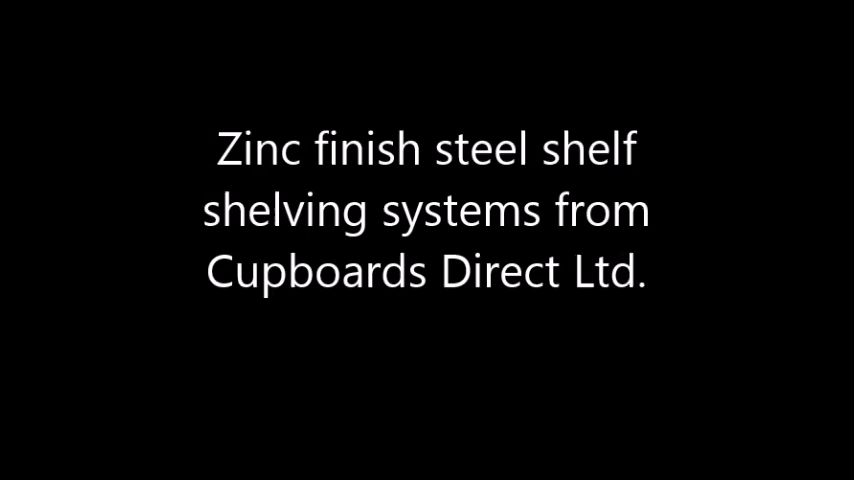 Zinc finish steel shelf
shelving systems from
Cupboards Direct Ltd.